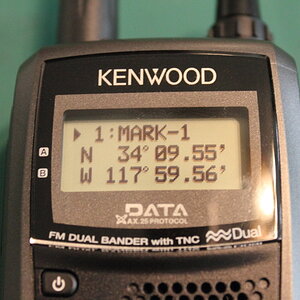 KENWOOD
▶ 1:MARK-1
A
N 34°09.55'
B
W 117°59.56'
DATA
AX.25 PROTOCOL
FM DUAL BANDER with TNC Dual